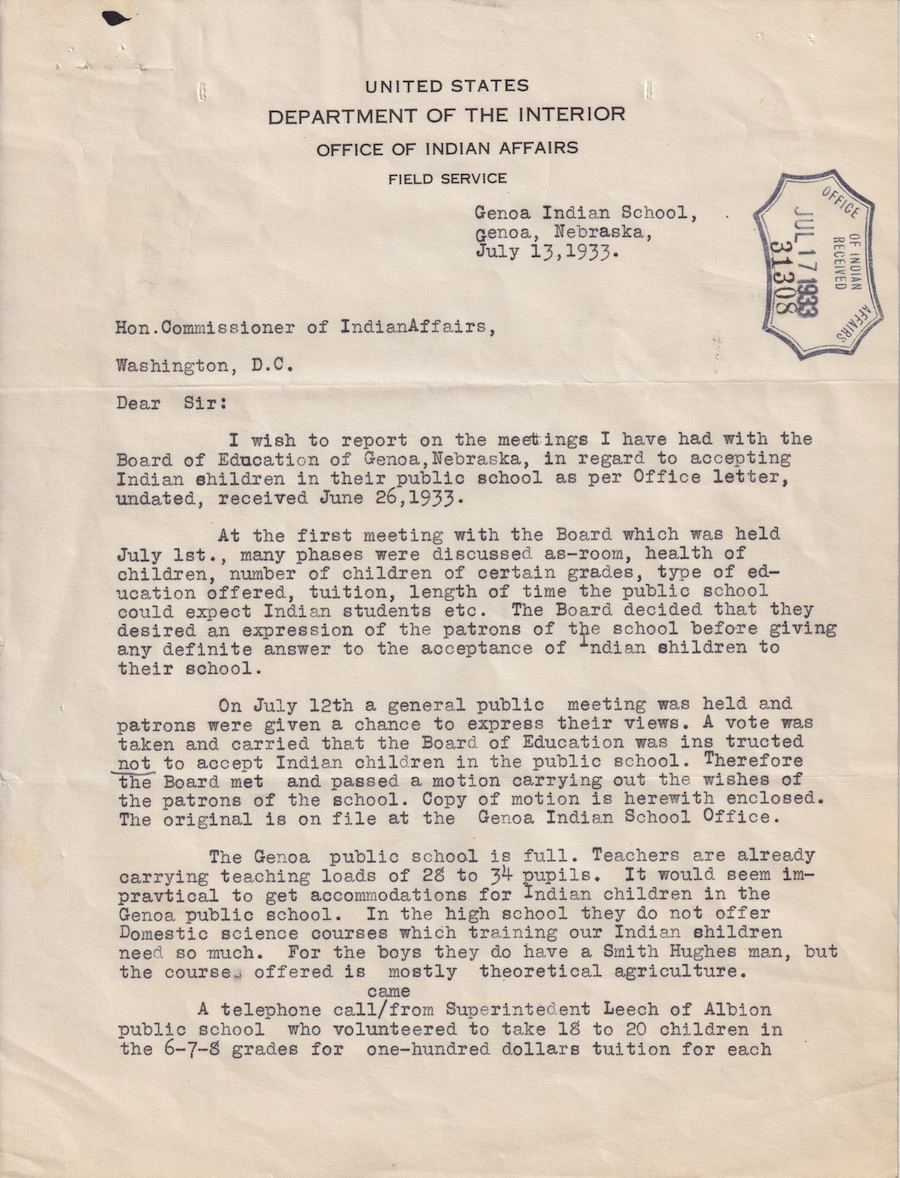 UNITED STATES
DEPARTMENT OF THE INTERIOR
OFFICE OF INDIAN AFFAIRS
FIELD SERVICE
Genoa Indian School,
Genoa, Nebraska,
July 13,1933.
OFFICE
OF INDIAN
AFFAIRS
RECEIVED
JUL 17 1933
31308
Hon.Commissioner of IndianAffairs,
Washington, D.C.
Dear Sir:
I wish to report on the meetings I have had with the
Board of Education of Genoa,Nebraska, in regard to accepting
Indian shildren in their public school as per Office letter,
undated, received June 26,1933.
At the first meeting with the Board which was held
July 1st., many phases were discussed as-room, health of
children, number of children of certain grades, type of ed-
ucation offered, tuition, length of time the public school
could expect Indian students etc. The Board decided that they
desired an expression of the patrons of the school before giving
any definite answer to the acceptance of Indian shildren to
their school.
On July 12th a general public meeting was held and
patrons were given a chance to express their views. A vote was
taken and carried that the Board of Education was ins tructed
not to accept Indian children in the public school. Therefore
the Board met and passed a motion carrying out the wishes of
the patrons of the school. Copy of motion is herewith enclosed.
The original is on file at the Genoa Indian School Office.
The Genoa public school is full. Teachers are already
carrying teaching loads of 28 to 34 pupils. It would seem im-
pravtical to get accommodations for Indian children in the
Genoa public school. In the high school they do not offer
Domestic science courses which training our Indian shildren
need so much. For the boys they do have a Smith Hughes man, but
the course offered is mostly theoretical agriculture.
came
A telephone call/from Superintedent Leech of Albion
public school who volunteered to take 18 to 20 children in
the 6-7-8 grades for one-hundred dollars tuition for each